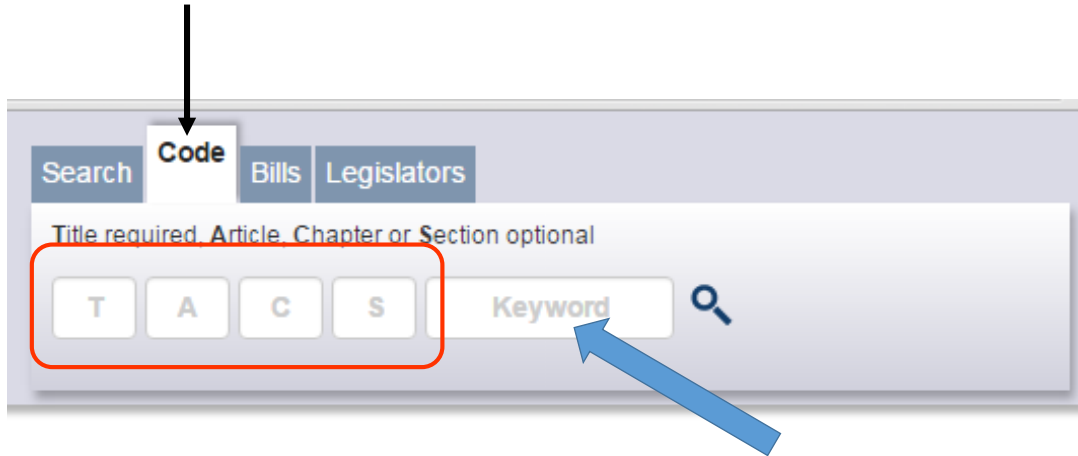 Search Code Bills Legislators
Title required, Article, Chapter or Section optional
T A C S Keyword